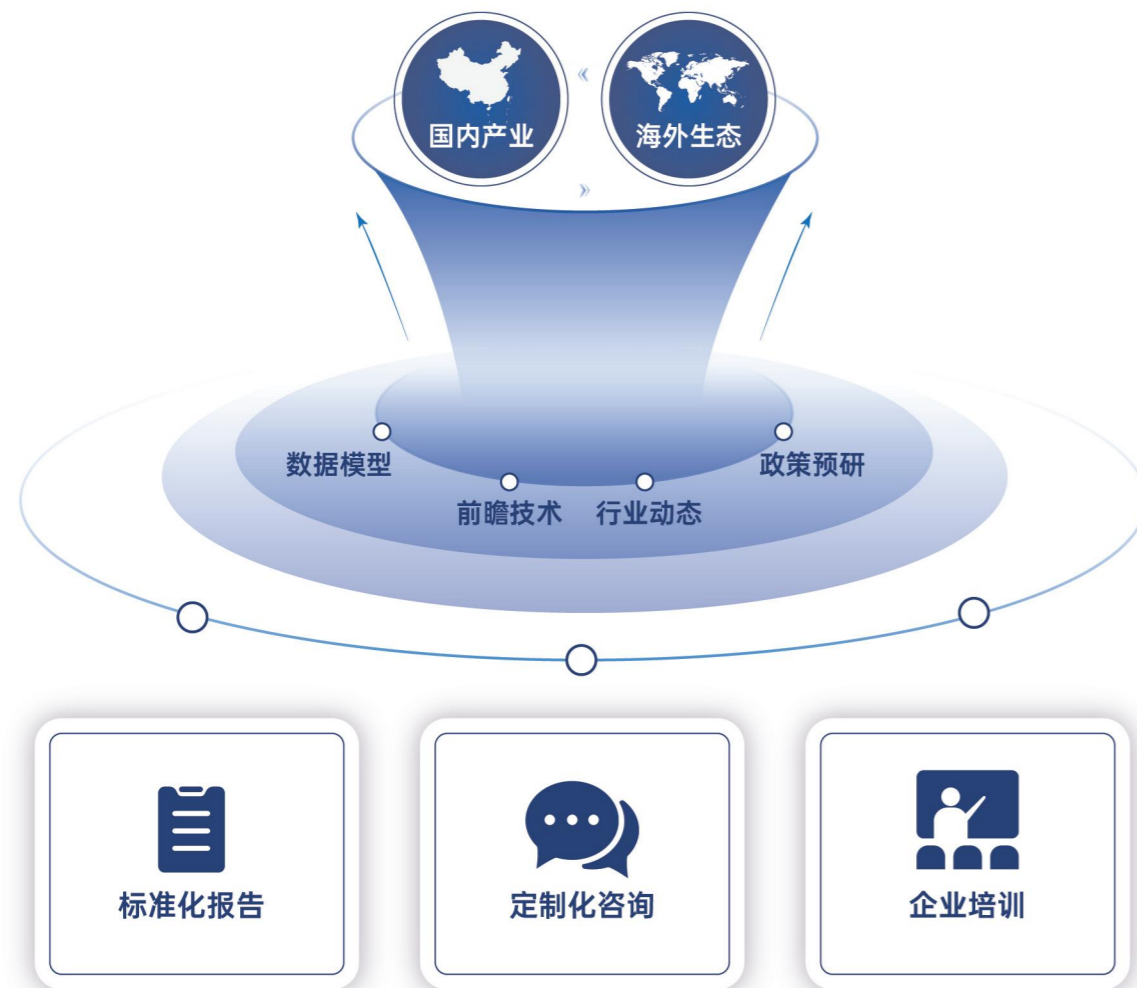 国内产业
海外生态
数据模型
政策预研
前瞻技术
行业动态
标准化报告
定制化咨询
企业培训